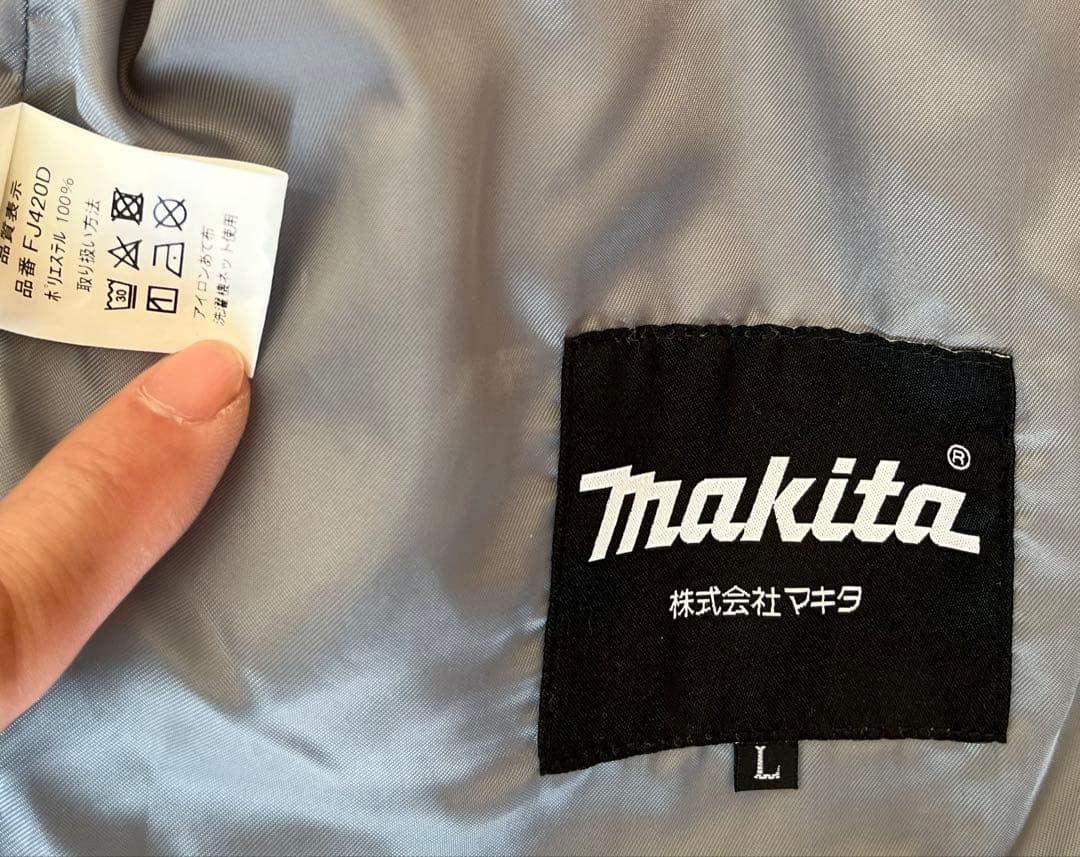 品質表示
品番 FJ420D
ポリエステル 100%
取り扱い方法
30
アイロンあて布
洗濯機ネット使用
makita®
株式会社マキタ
L